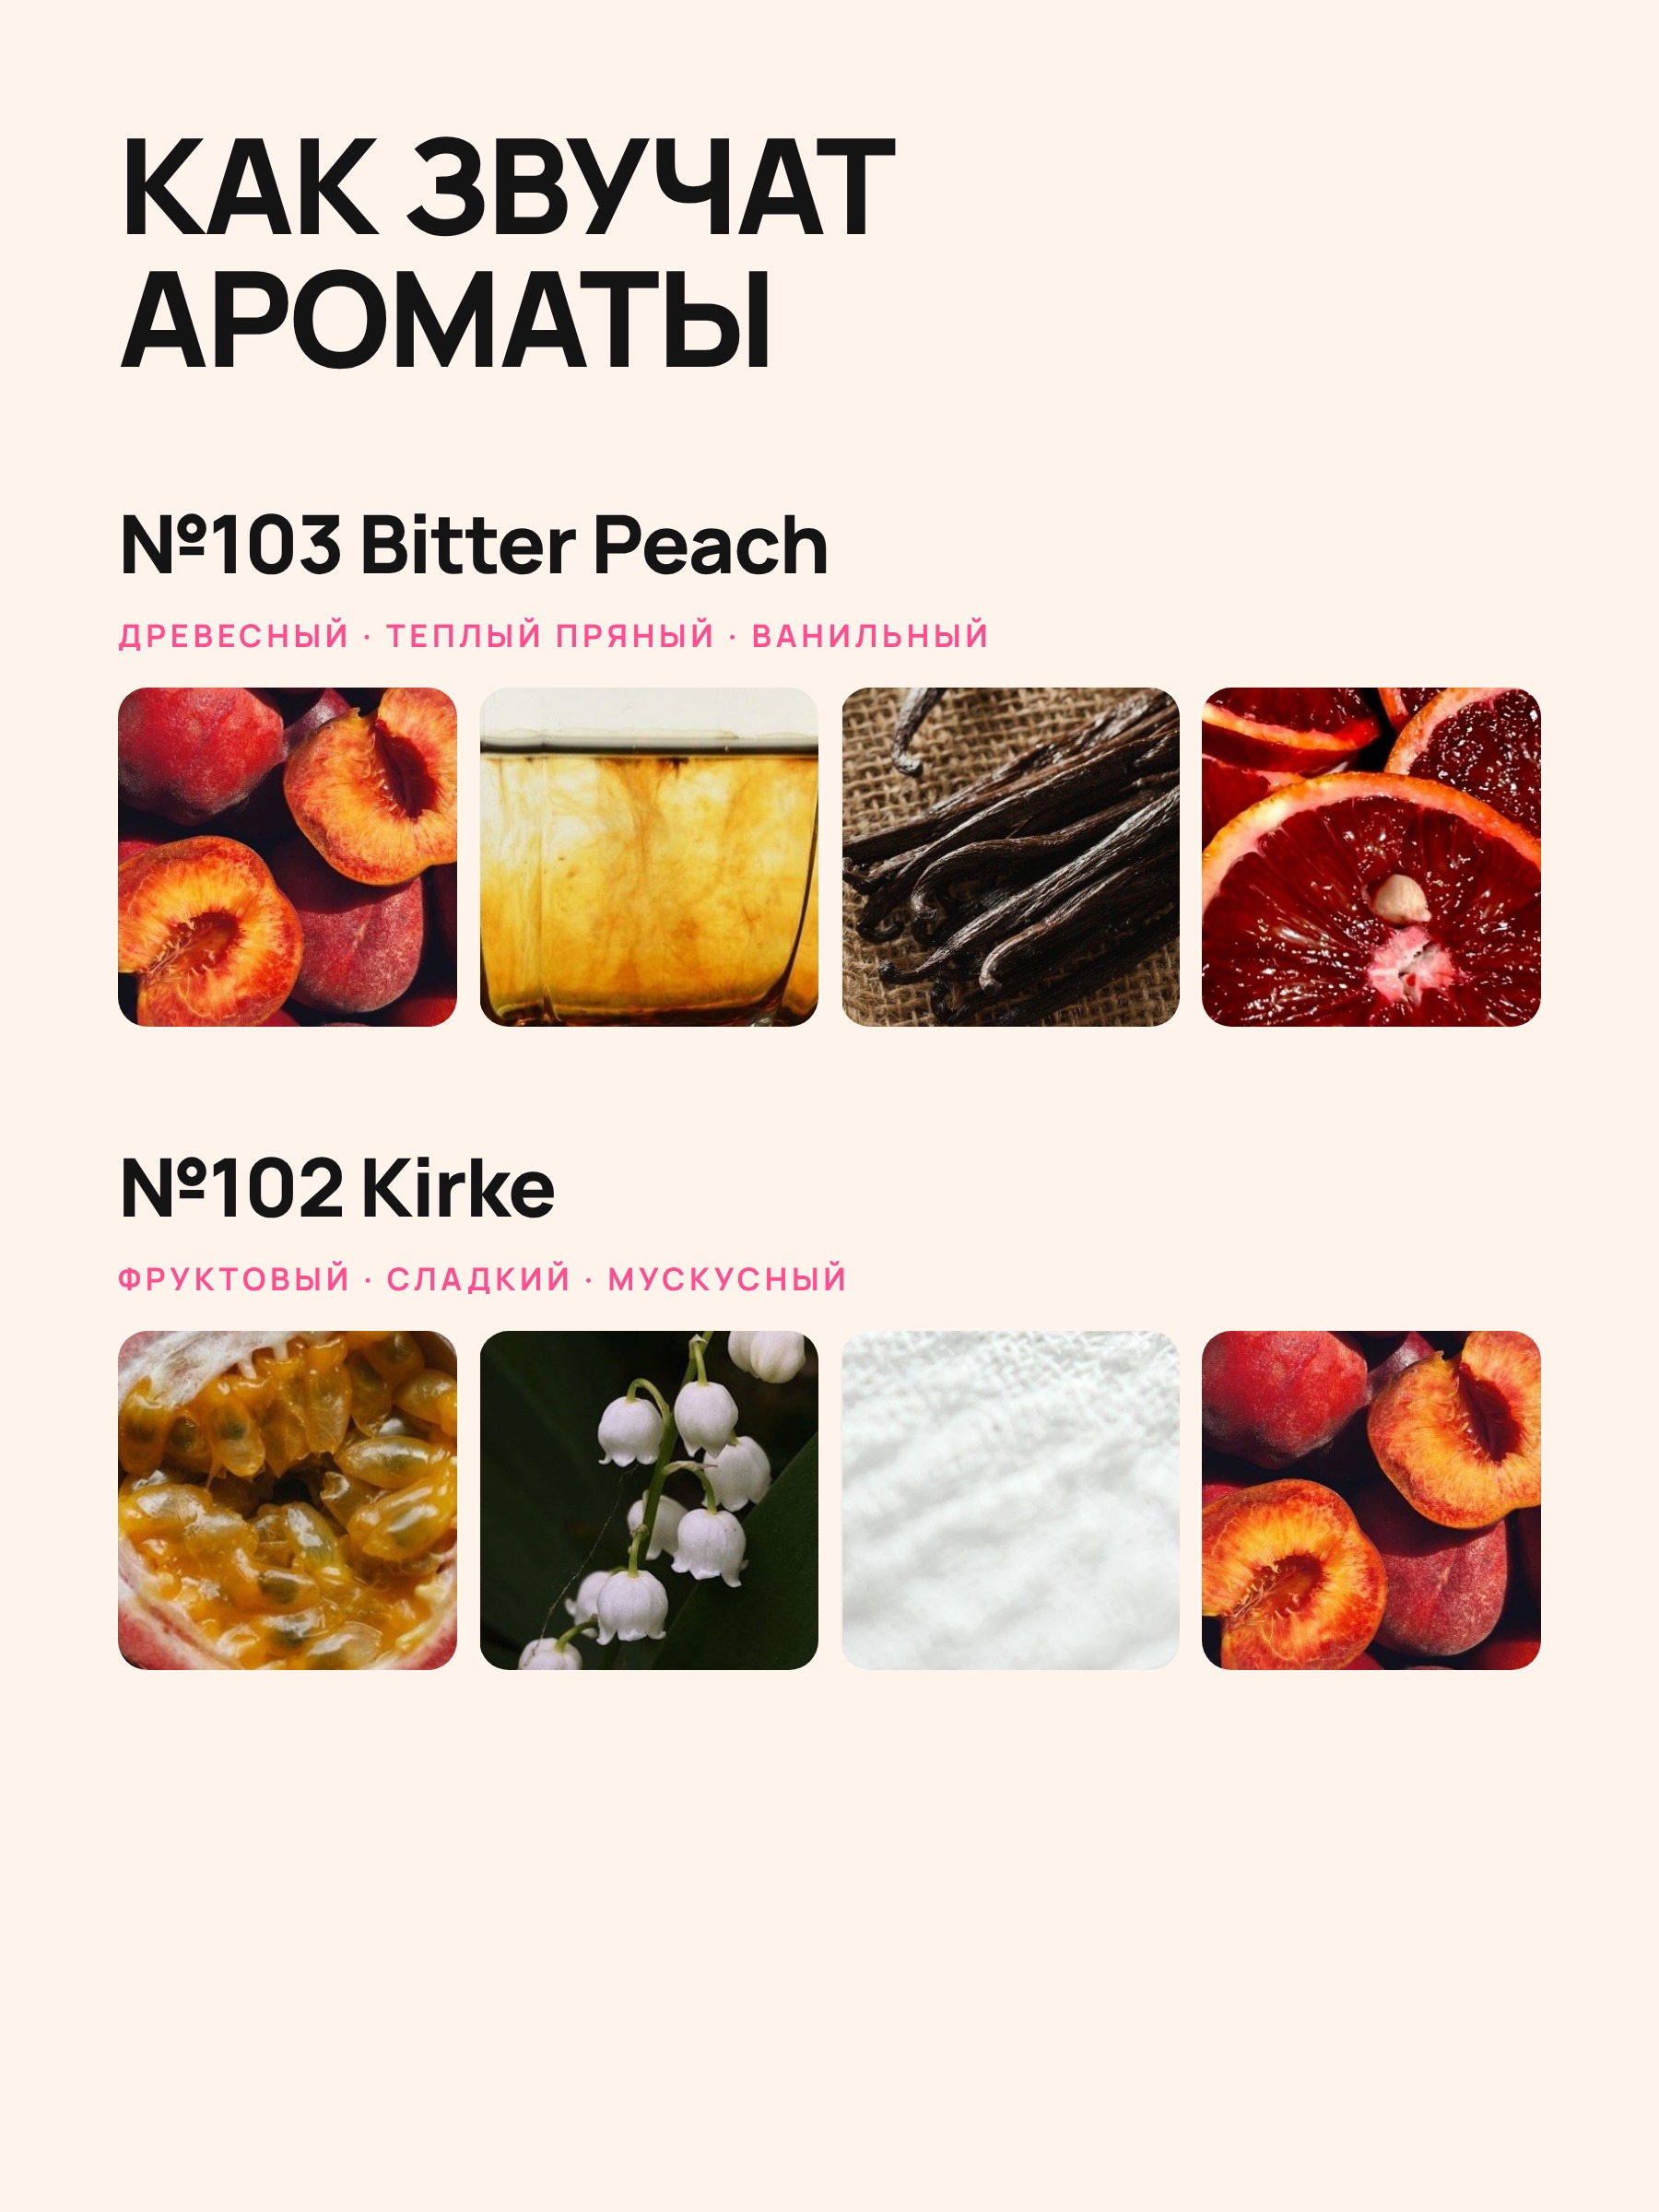 КАК ЗВУЧАТ
АРОМАТЫ
№103 Bitter Peach
ДРЕВЕСНЫЙ · ТЕПЛЫЙ ПРЯНЫЙ · ВАНИЛЬНЫЙ
№102 Kirke
ФРУКТОВЫЙ · СЛАДКИЙ · МУСКУСНЫЙ